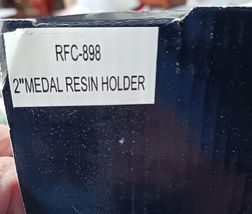 RFC-898
2"MEDAL RESIN HOLDER